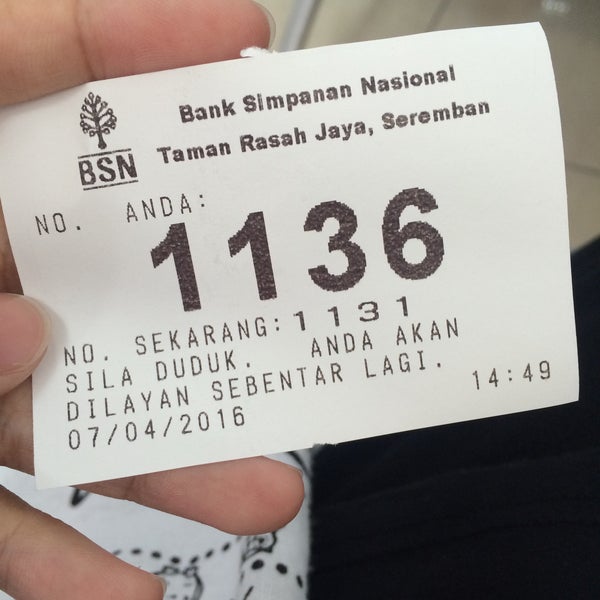 Bank Simpanan Nasional
Taman Rasah Jaya, Seremban
BSN
NO. ANDA:
1136
NO. SEKARANG: 1131
SILA DUDUK. ANDA AKAN
DILAYAN SEBENTAR LAGI.
07/04/2016 14:49